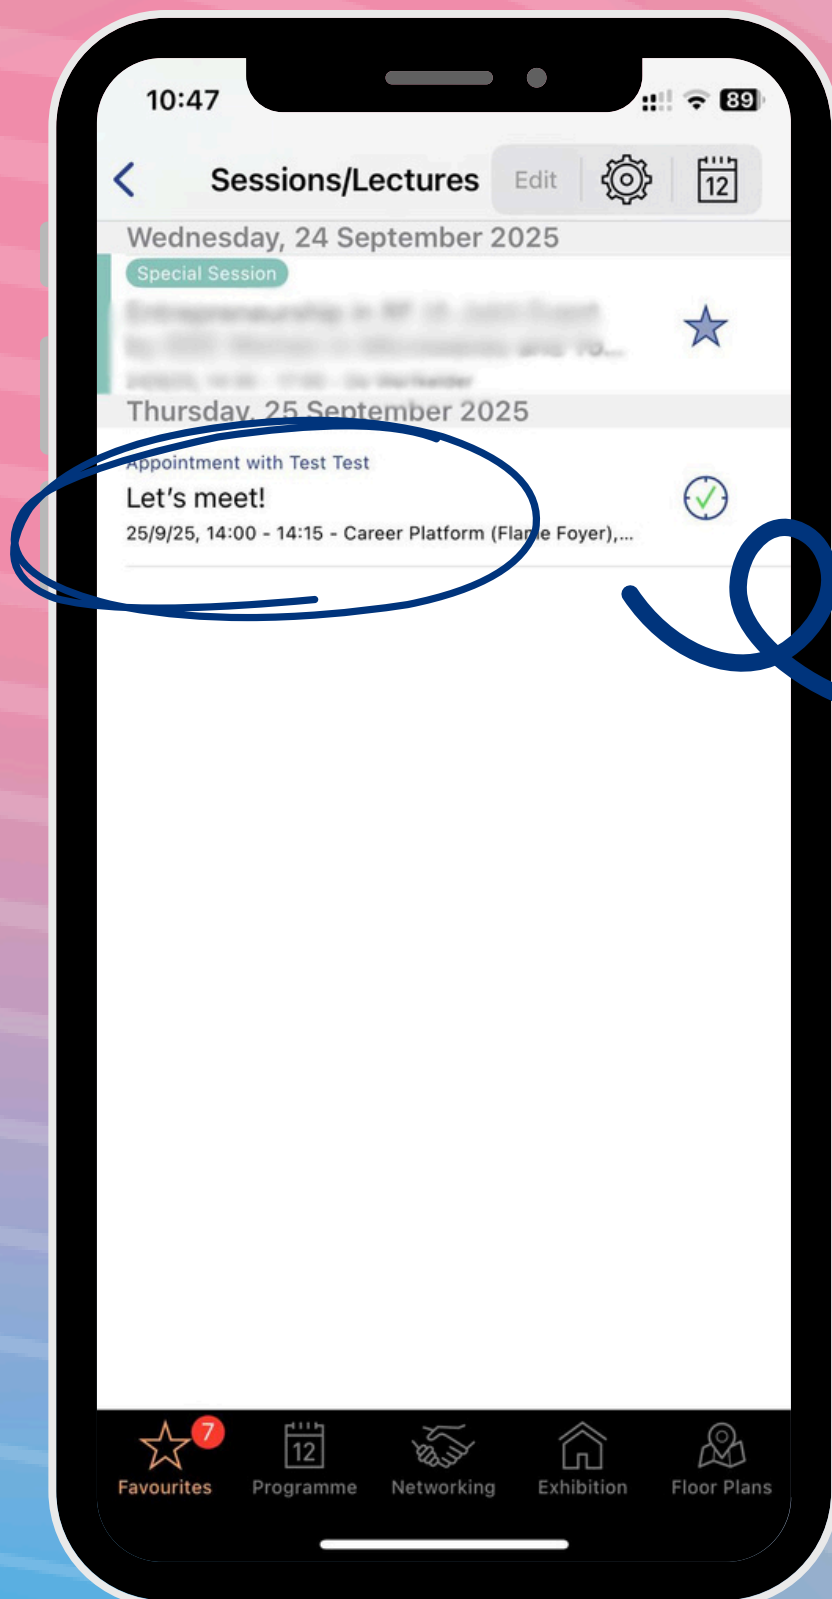 10:47
89
Sessions/Lectures
Edit
12
Wednesday, 24 September 2025
Special Session
Thursday, 25 September 2025
Appointment with Test Test
Let's meet!
25/9/25, 14:00 - 14:15 - Career Platform (Flame Foyer),...
7
12
Favourites
Programme
Networking
Exhibition
Floor Plans